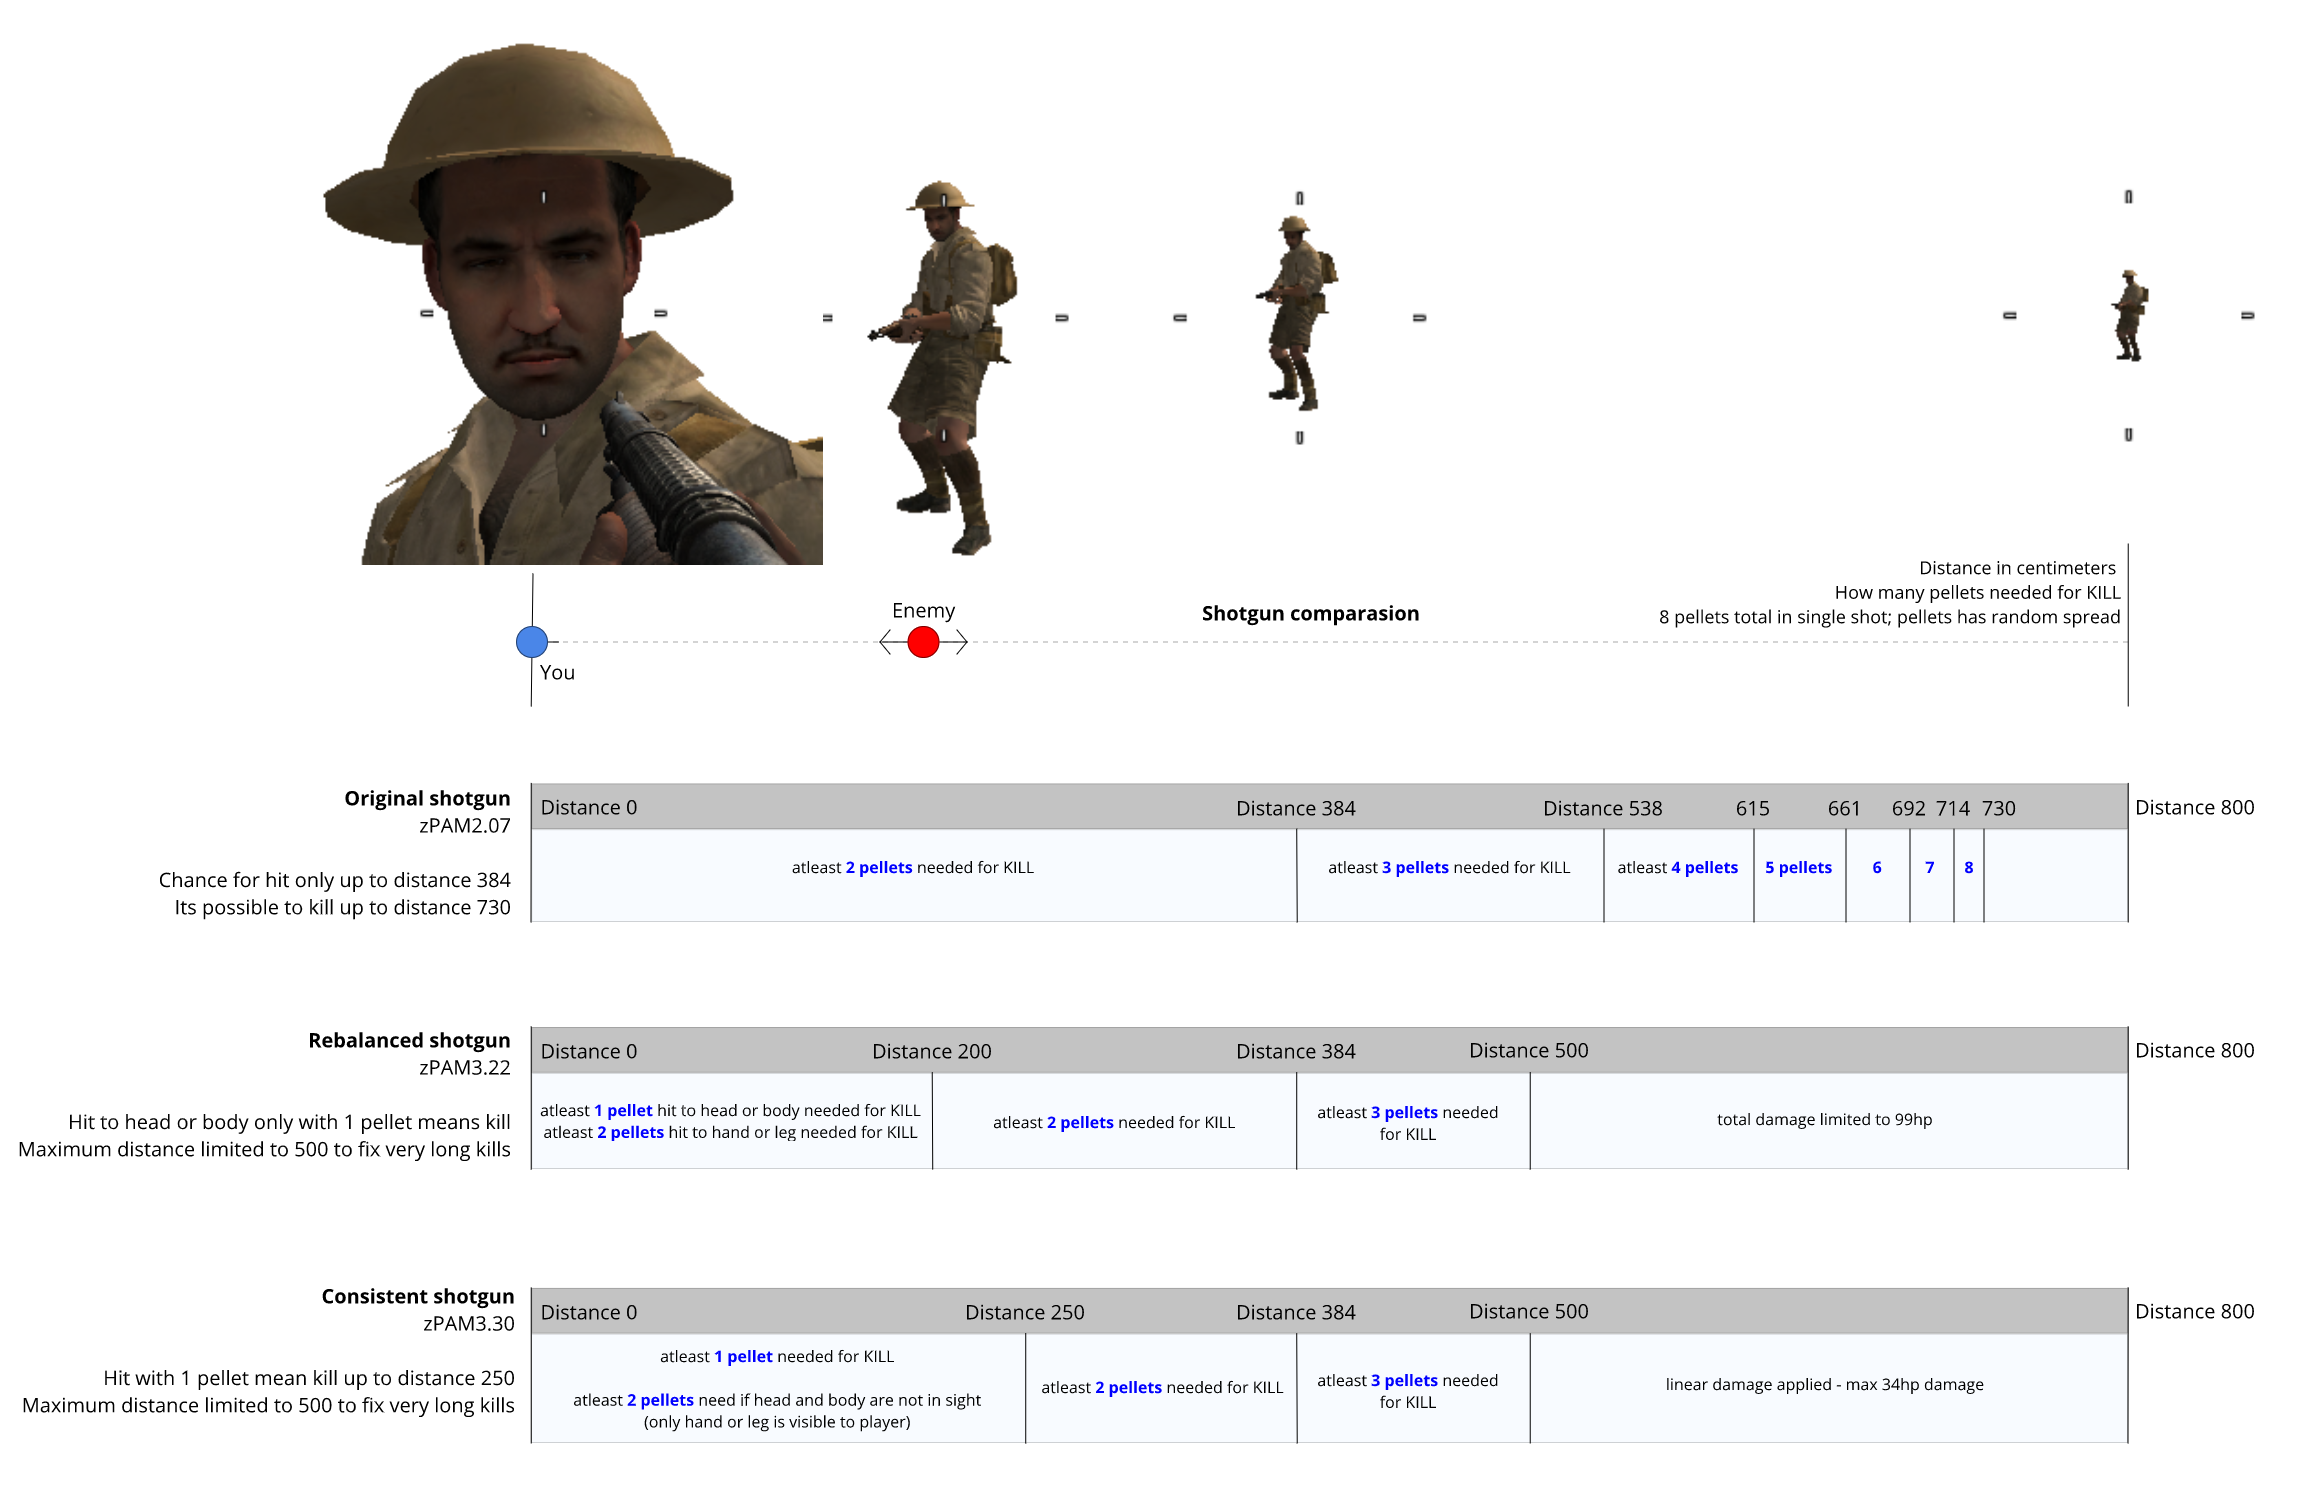 Distance in centimeters
How many pellets needed for KILL
8 pellets total in single shot; pellets has random spread
Enemy
Shotgun comparasion
You
Original shotgun
zPAM2.07
Chance for hit only up to distance 384
Its possible to kill up to distance 730
Distance 0
Distance 384
Distance 538
615
661
692
714
730
Distance 800
atleast 2 pellets needed for KILL
atleast 3 pellets needed for KILL
atleast 4 pellets
5 pellets
6
7
8
Rebalanced shotgun
zPAM3.22
Hit to head or body only with 1 pellet means kill
Maximum distance limited to 500 to fix very long kills
Distance 0
Distance 200
Distance 384
Distance 500
Distance 800
atleast 1 pellet hit to head or body needed for KILL
atleast 2 pellets hit to hand or leg needed for KILL
atleast 2 pellets needed for KILL
atleast 3 pellets needed
for KILL
total damage limited to 99hp
Consistent shotgun
zPAM3.30
Hit with 1 pellet mean kill up to distance 250
Maximum distance limited to 500 to fix very long kills
Distance 0
Distance 250
Distance 384
Distance 500
Distance 800
atleast 1 pellet needed for KILL
atleast 2 pellets need if head and body are not in sight
(only hand or leg is visible to player)
atleast 2 pellets needed for KILL
atleast 3 pellets needed
for KILL
linear damage applied - max 34hp damage